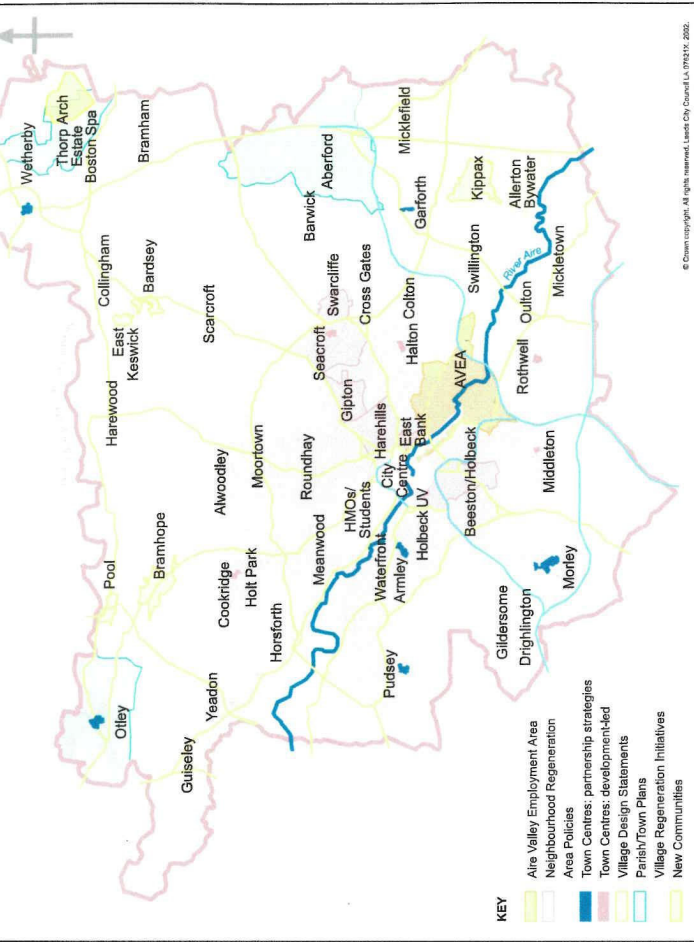 Wetherby
Thorp Arch
Estate
Boston Spa
Bramham
Collingham
Bardsey
East
Keswick
Harewood
Scarcroft
Pool
Bramhope
Otley
Alwoodley
Moortown
Cookridge
Holt Park
Yeadon
Guiseley
Horsforth
Roundhay
Meanwood
Seacroft
Swarcliffe
Gipton
Barwick
Aberford
Cross Gates
Harehills
HMOs/
Students
City
Centre
East
Bank
Halton
Colton
Garforth
Micklefield
Waterfront
Armley
Holbeck UV
Pudsey
Beeston/Holbeck
AVEA
Swillington
Kippax
Allerton
Bywater
River Aire
Oulton
Mickletown
Rothwell
Middleton
Morley
Gildersome
Drighlington
KEY
Aire Valley Employment Area
Neighbourhood Regeneration
Area Policies
Town Centres: partnership strategies
Town Centres: development-led
Village Design Statements
Parish/Town Plans
Village Regeneration Initiatives
New Communities
© Crown copyright. All rights reserved. Leeds City Council LA 07621X. 2002.